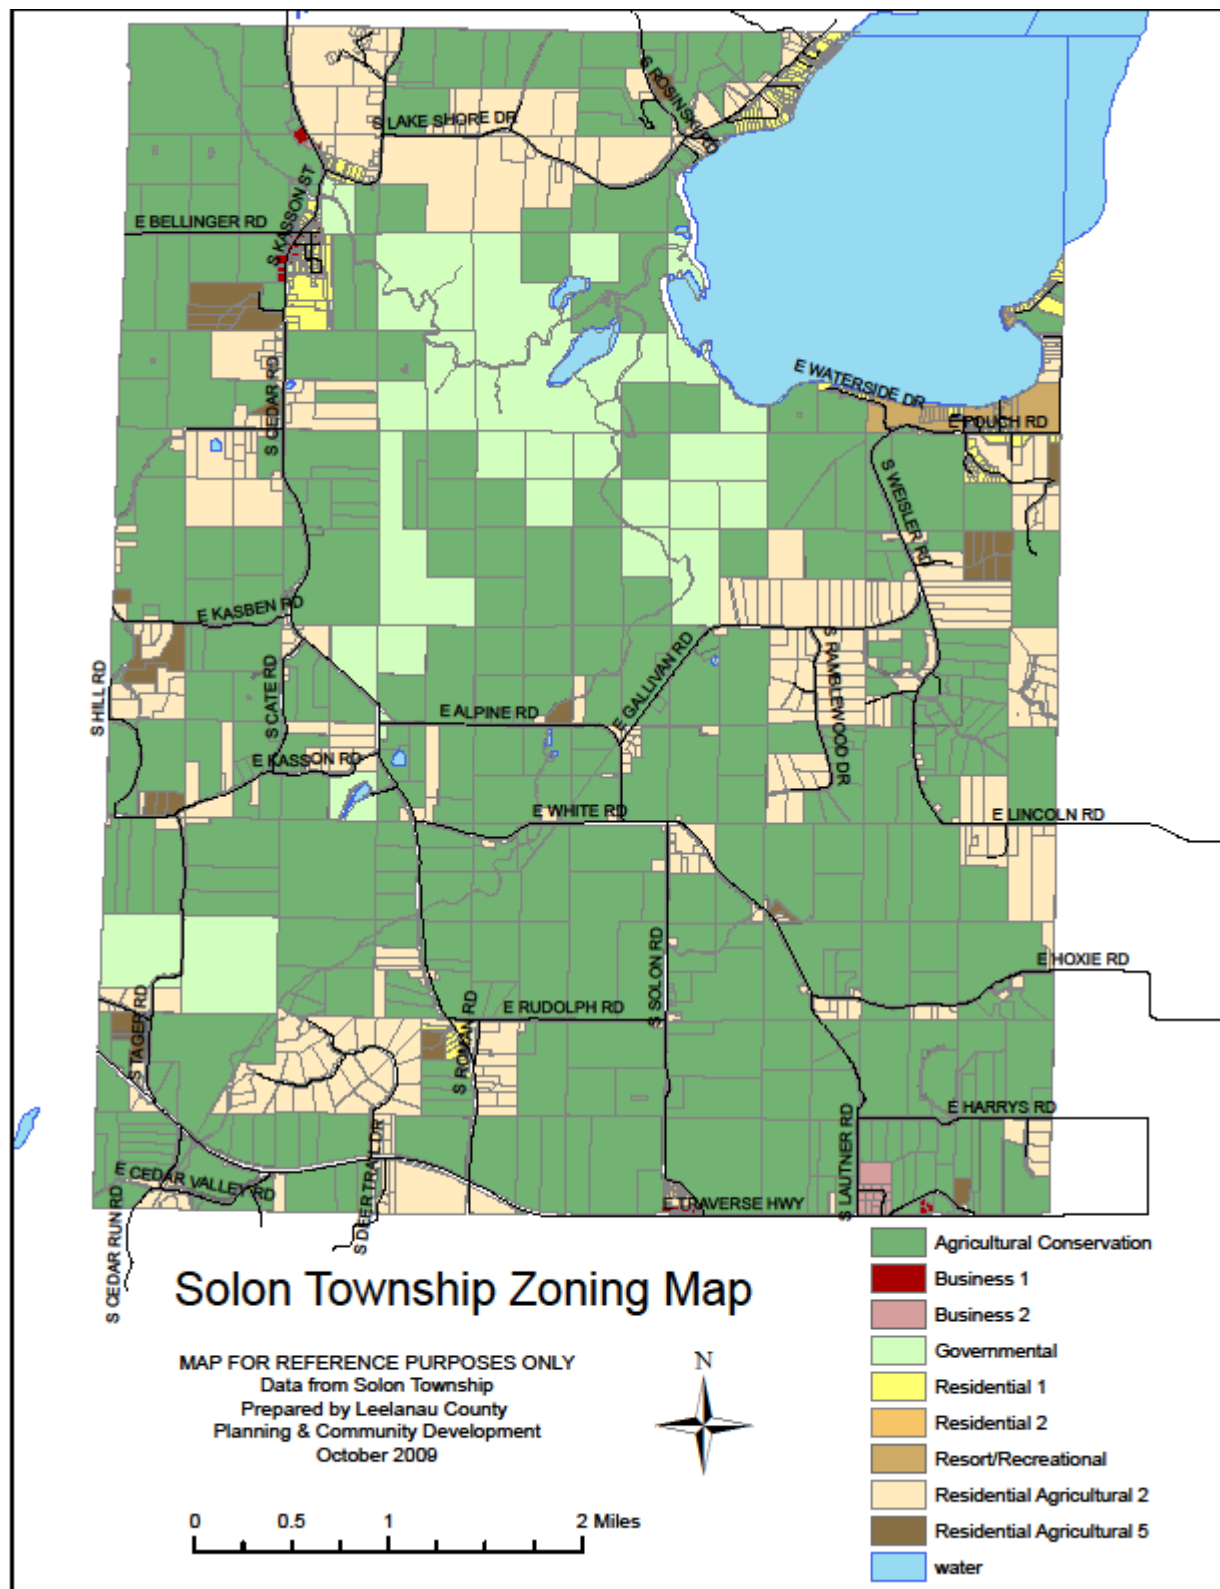 S ROSINSKI RD
S LAKE SHORE DR
S KASSON ST
E BELLINGER RD
E WATERSIDE DR
E POUCH RD
S CEDAR RD
S WEISLER RD
E KASBEN RD
S HILL RD
S CATE RD
E GALLIVAN RD
S RAMBLEWOOD DR
E ALPINE RD
E KASSON RD
E WHITE RD
E LINCOLN RD
S SOLON RD
E HOXIE RD
E RUDOLPH RD
S TAGER RD
S ROMAN RD
E HARRYS RD
S LAUTNER RD
E CEDAR VALLEY RD
S DEER TRAIL DR
E TRAVERSE HWY
S CEDAR RUN RD
Solon Township Zoning Map
MAP FOR REFERENCE PURPOSES ONLY
Data from Solon Township
Prepared by Leelanau County
Planning & Community Development
October 2009
N
0 0.5 1 2 Miles
Agricultural Conservation
Business 1
Business 2
Governmental
Residential 1
Residential 2
Resort/Recreational
Residential Agricultural 2
Residential Agricultural 5
water